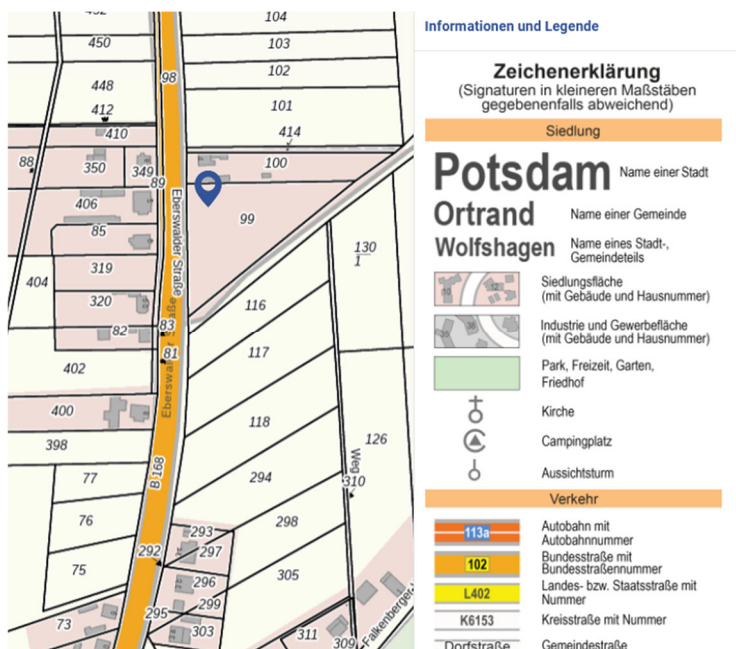 452
104
450
103
98
102
448
101
412
410
414
88
350
349
100
89
406
99
85
Eberswalder Straße
130
1
319
404
320
116
82
83
Eberswalder Straße
81
117
402
400
118
398
126
77
B 168
294
Weg
310
76
298
293
292
297
75
296
305
299
295
73
303
311
309
Falkenberger-
Informationen und Legende
Zeichenerklärung
(Signaturen in kleineren Maßstäben
gegebenenfalls abweichend)
Siedlung
Potsdam Name einer Stadt
Ortrand Name einer Gemeinde
Wolfshagen Name eines Stadt-,
Gemeindeteils
Siedlungsfläche
(mit Gebäude und Hausnummer)
Industrie und Gewerbefläche
(mit Gebäude und Hausnummer)
Park, Freizeit, Garten,
Friedhof
Kirche
Campingplatz
Aussichtsturm
Verkehr
113a Autobahn mit
Autobahnnummer
102 Bundesstraße mit
Bundesstraßennummer
L402 Landes- bzw. Staatsstraße mit
Nummer
K6153 Kreisstraße mit Nummer
Dorfstraße Gemeindestraße